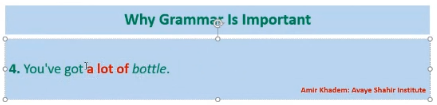 Why Grammar Is Important
4. You've got a lot of bottle.
Amir Khadem: Avaye Shahir Institute